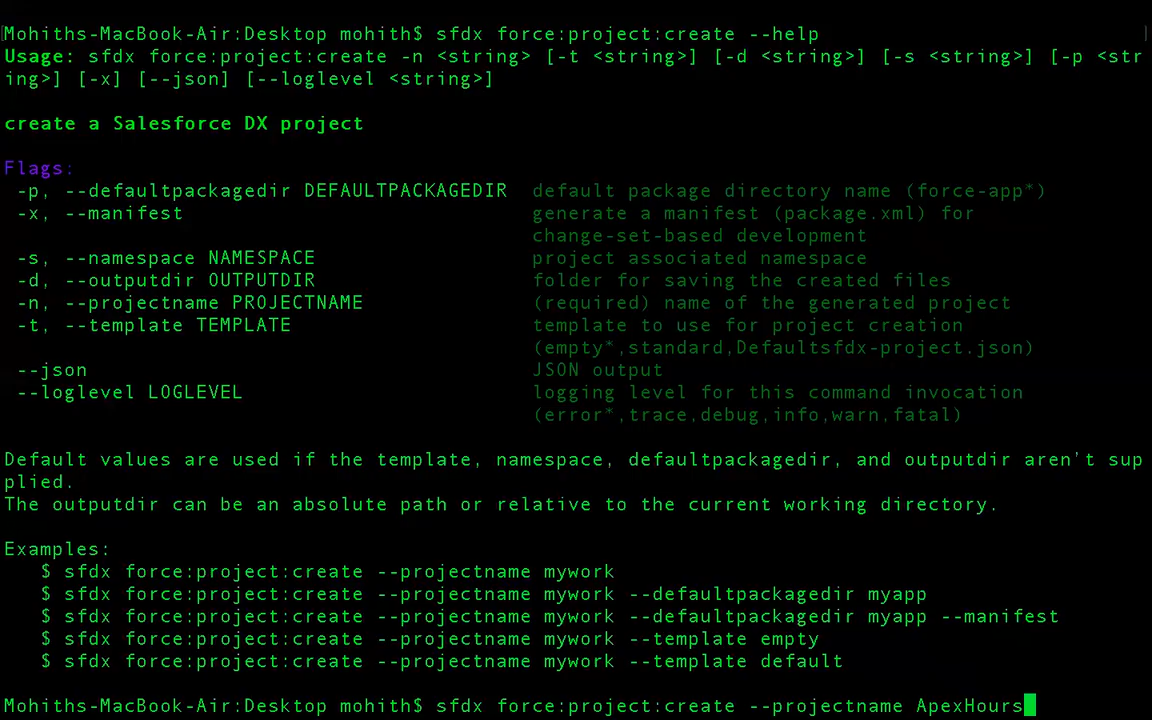 Mohiths-MacBook-Air:Desktop mohith$ sfdx force:project:create --help
Usage: sfdx force:project:create -n <string> [-t <string>] [-d <string>] [-s <string>] [-p <str
ing>] [-x] [--json] [--loglevel <string>]
create a Salesforce DX project
Flags:
-p, --defaultpackagedir DEFAULTPACKAGEDIR default package directory name (force-app*)
-x, --manifest generate a manifest (package.xml) for
change-set-based development
-s, --namespace NAMESPACE project associated namespace
-d, --outputdir OUTPUTDIR folder for saving the created files
-n, --projectname PROJECTNAME (required) name of the generated project
-t, --template TEMPLATE template to use for project creation
(empty*,standard,Defaultsfdx-project.json)
--json JSON output
--loglevel LOGLEVEL logging level for this command invocation
(error*,trace,debug,info,warn,fatal)
Default values are used if the template, namespace, defaultpackagedir, and outputdir aren't sup
plied.
The outputdir can be an absolute path or relative to the current working directory.
Examples:
$ sfdx force:project:create --projectname mywork
$ sfdx force:project:create --projectname mywork --defaultpackagedir myapp
$ sfdx force:project:create --projectname mywork --defaultpackagedir myapp --manifest
$ sfdx force:project:create --projectname mywork --template empty
$ sfdx force:project:create --projectname mywork --template default
Mohiths-MacBook-Air:Desktop mohith$ sfdx force:project:create --projectname ApexHours